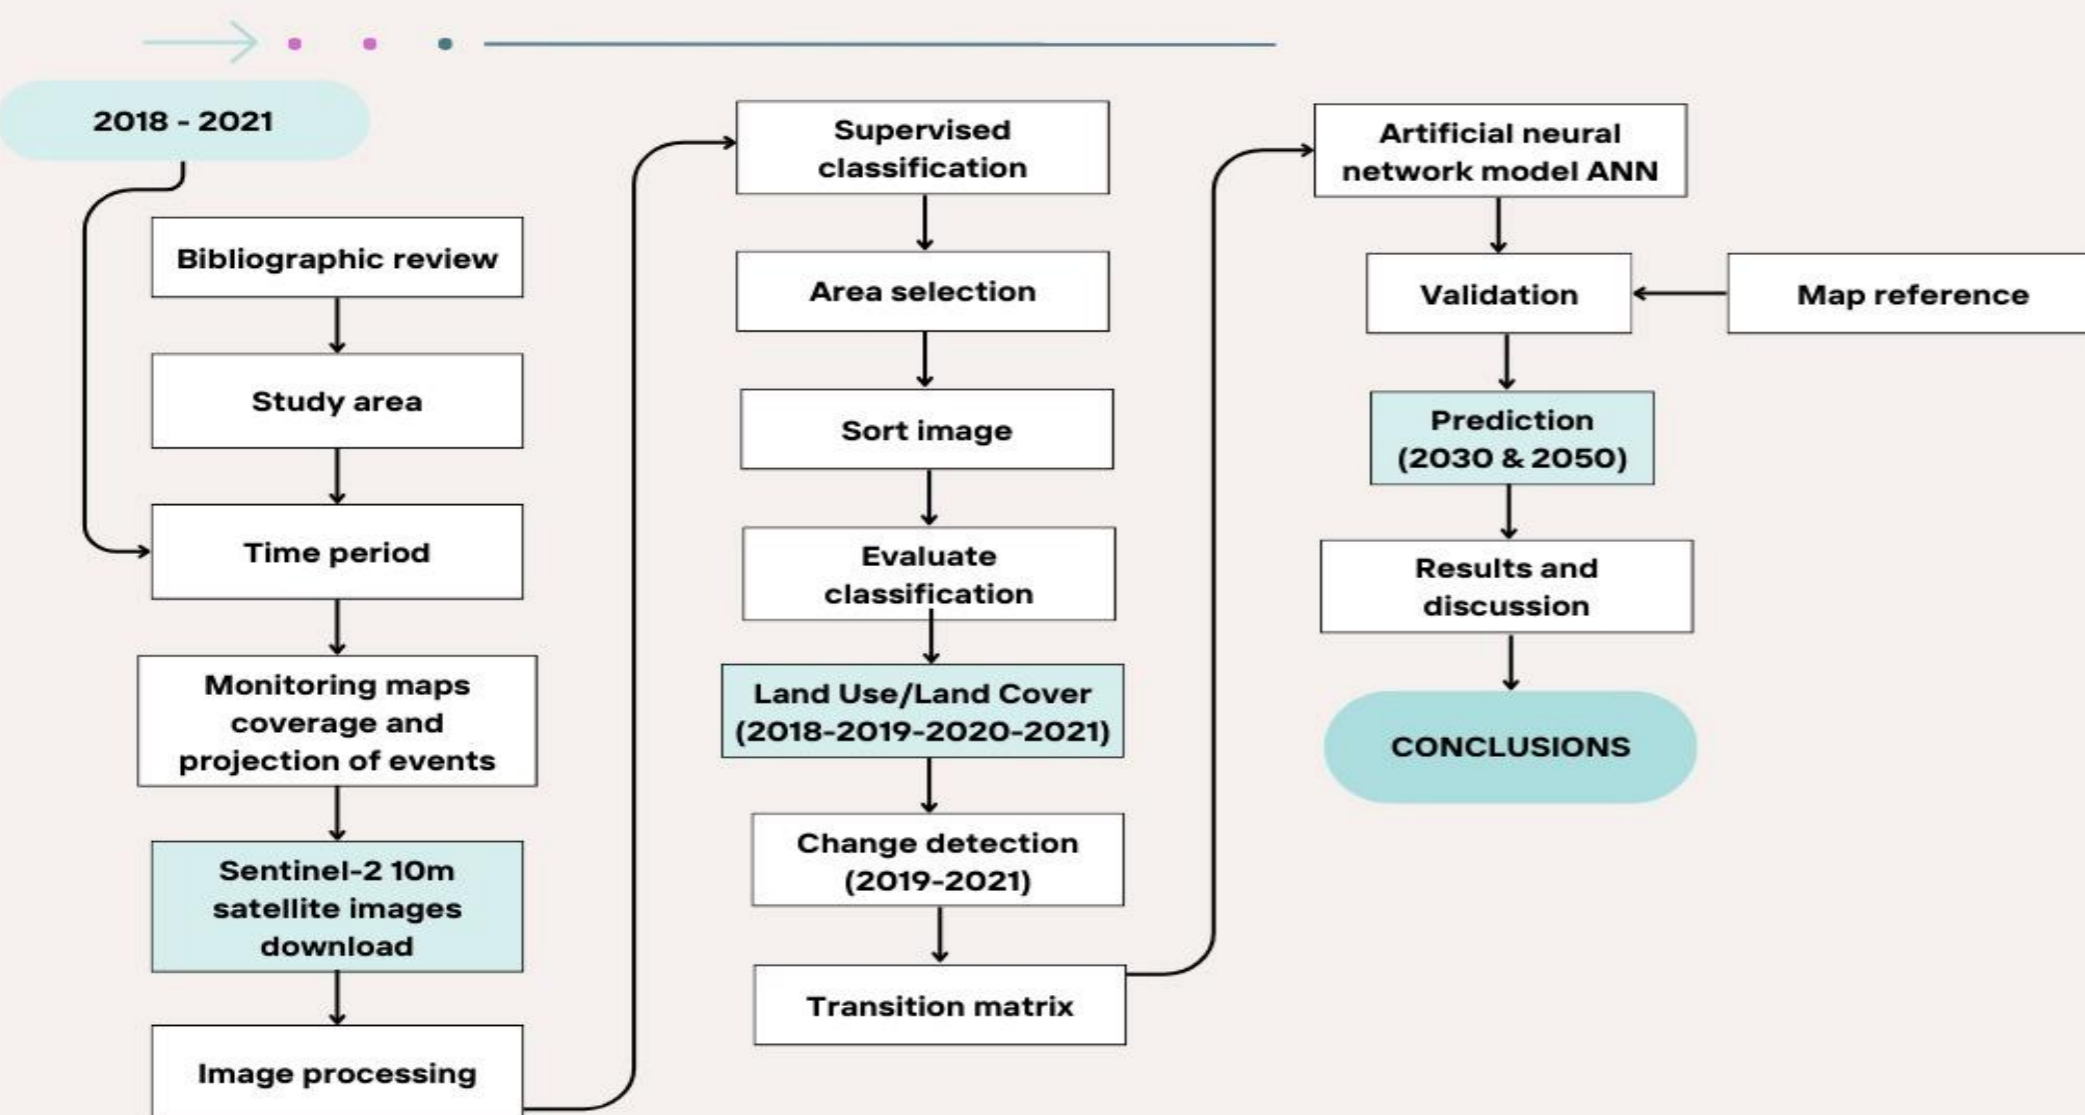 2018 - 2021
Bibliographic review
Study area
Time period
Monitoring maps
coverage and
projection of events
Sentinel-2 10m
satellite images
download
Image processing
Supervised
classification
Area selection
Sort image
Evaluate
classification
Land Use/Land Cover
(2018-2019-2020-2021)
Change detection
(2019-2021)
Transition matrix
Artificial neural
network model ANN
Validation
Map reference
Prediction
(2030 & 2050)
Results and
discussion
CONCLUSIONS